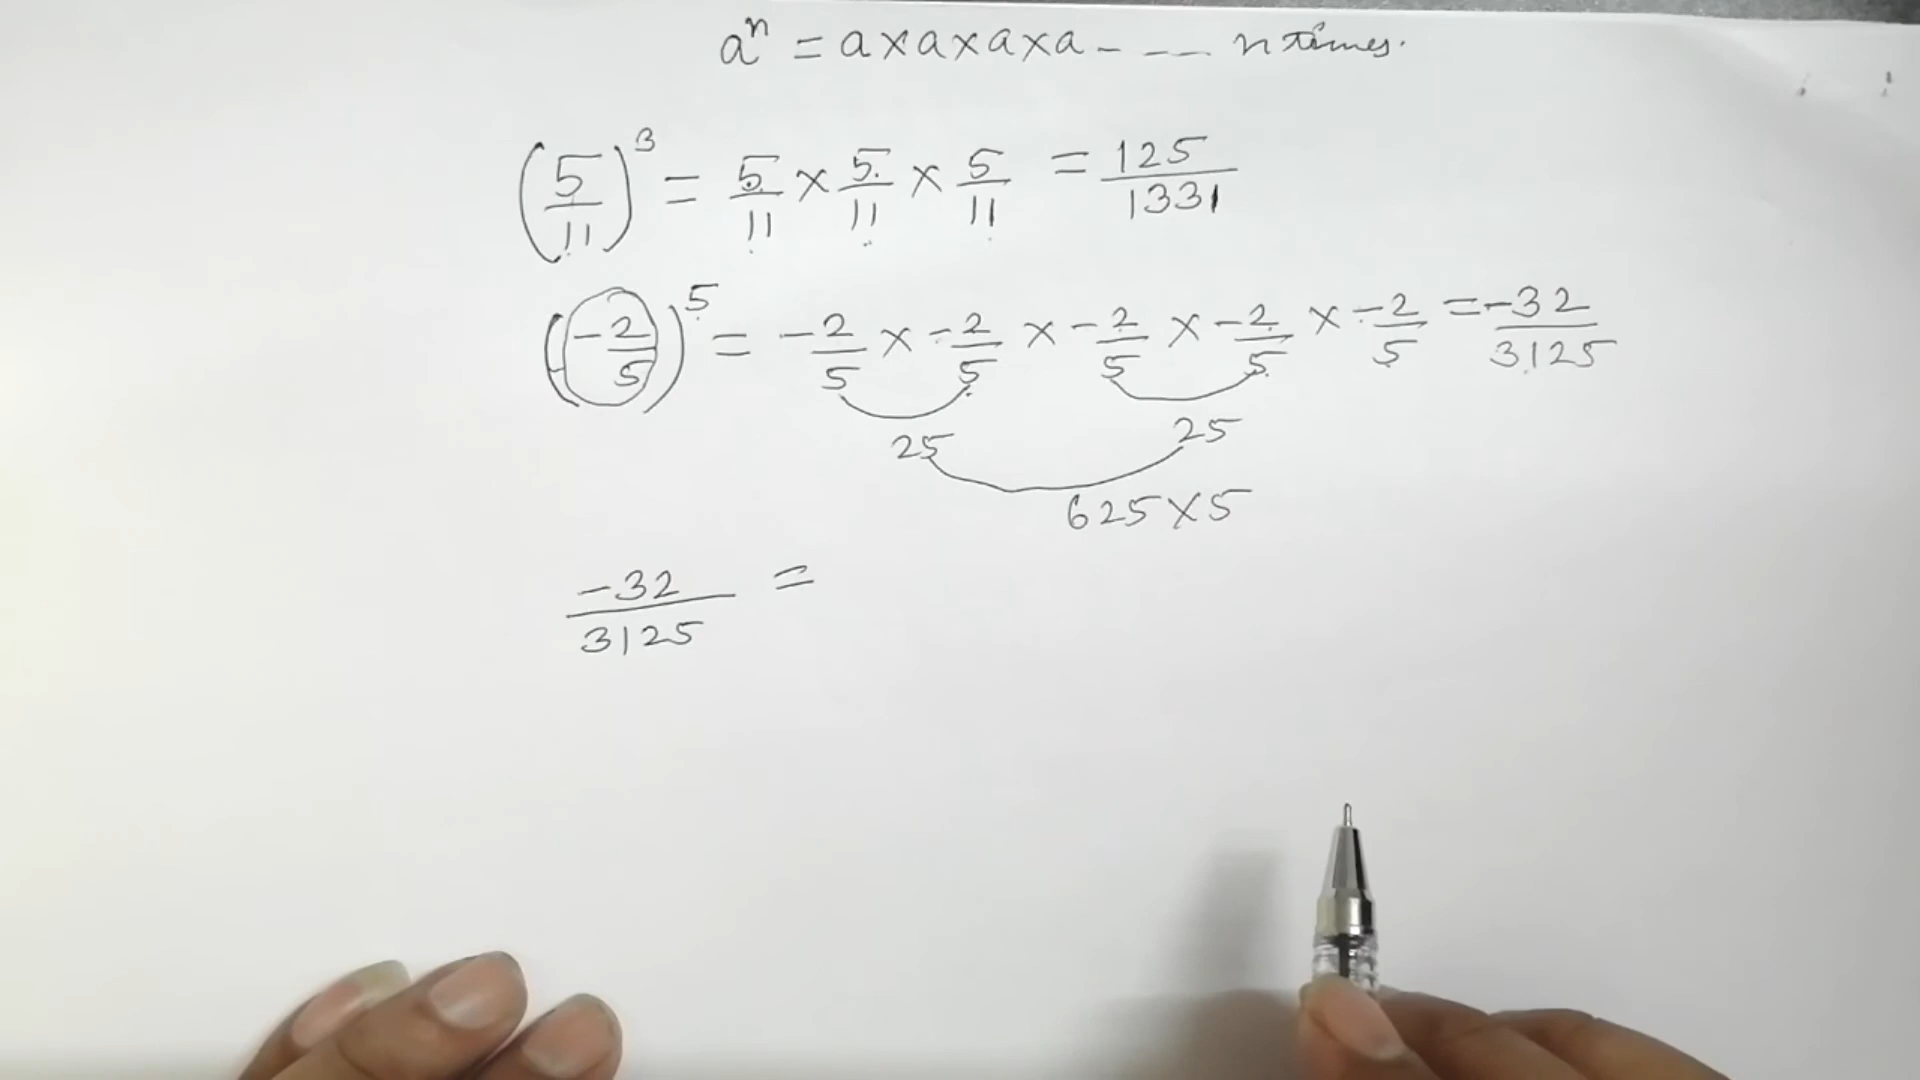 aⁿ = a×a×a×a - - - n times.
(5/11)³ = 5/11 × 5/11 × 5/11 = 125/1331
(-2/5)⁵ = -2/5 × -2/5 × -2/5 × -2/5 × -2/5 = -32/3125
25 25
625×5
-32/3125 =